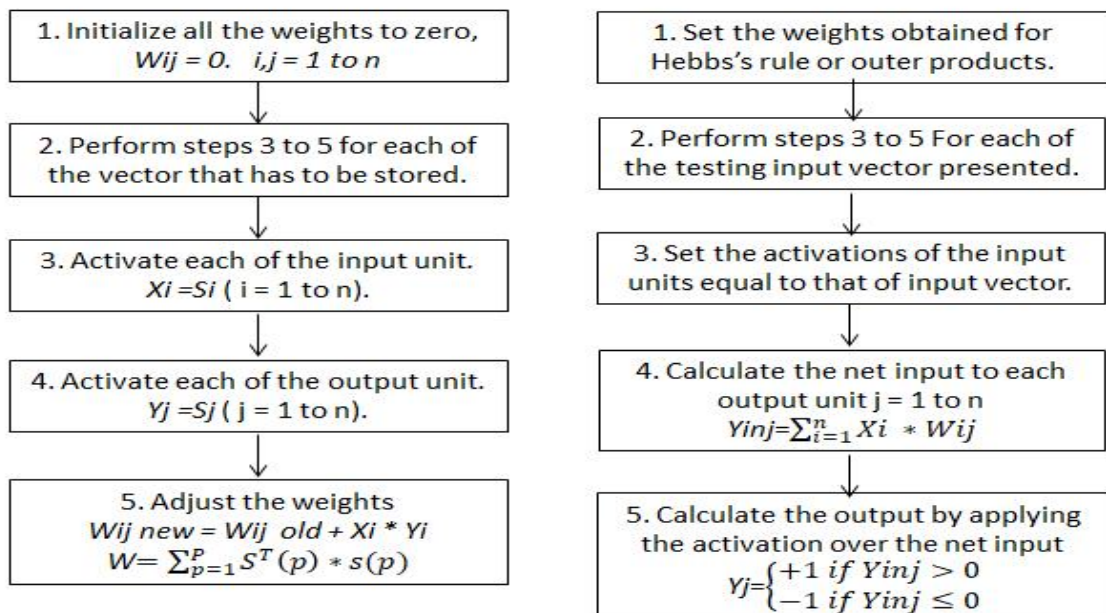 1. Initialize all the weights to zero,
Wij = 0. i,j = 1 to n
2. Perform steps 3 to 5 for each of
the vector that has to be stored.
3. Activate each of the input unit.
Xi =Si ( i = 1 to n).
4. Activate each of the output unit.
Yj =Sj ( j = 1 to n).
5. Adjust the weights
Wij new = Wij old + Xi * Yi
W= ∑_{p=1}^{P} S^T(p) * s(p)
1. Set the weights obtained for
Hebbs's rule or outer products.
2. Perform steps 3 to 5 For each of
the testing input vector presented.
3. Set the activations of the input
units equal to that of input vector.
4. Calculate the net input to each
output unit j = 1 to n
Yinj=∑_{i=1}^{n} Xi * Wij
5. Calculate the output by applying
the activation over the net input
Yj={+1 if Yinj > 0
−1 if Yinj ≤ 0